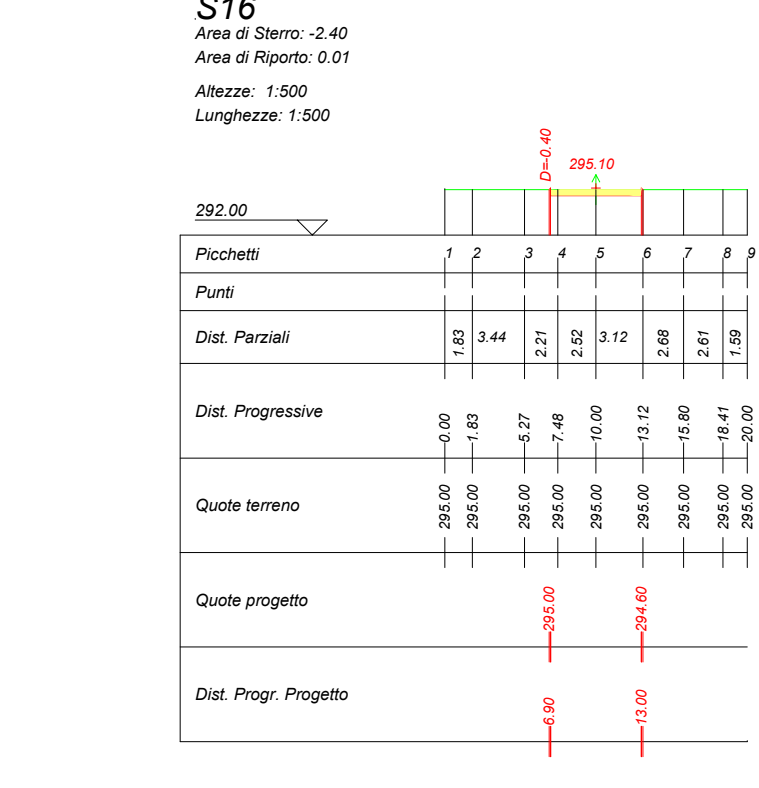 S16
Area di Sterro: -2.40
Area di Riporto: 0.01
Altezze: 1:500
Lunghezze: 1:500
D=-0.40
295.10
292.00
Picchetti 1 2 3 4 5 6 7 8 9
Punti
Dist. Parziali 1.83 3.44 2.21 2.52 3.12 2.68 2.61 1.59
Dist. Progressive 0.00 1.83 5.27 7.48 10.00 13.12 15.80 18.41 20.00
Quote terreno 295.00 295.00 295.00 295.00 295.00 295.00 295.00 295.00 295.00
Quote progetto 295.00 294.60
Dist. Progr. Progetto 6.90 13.00